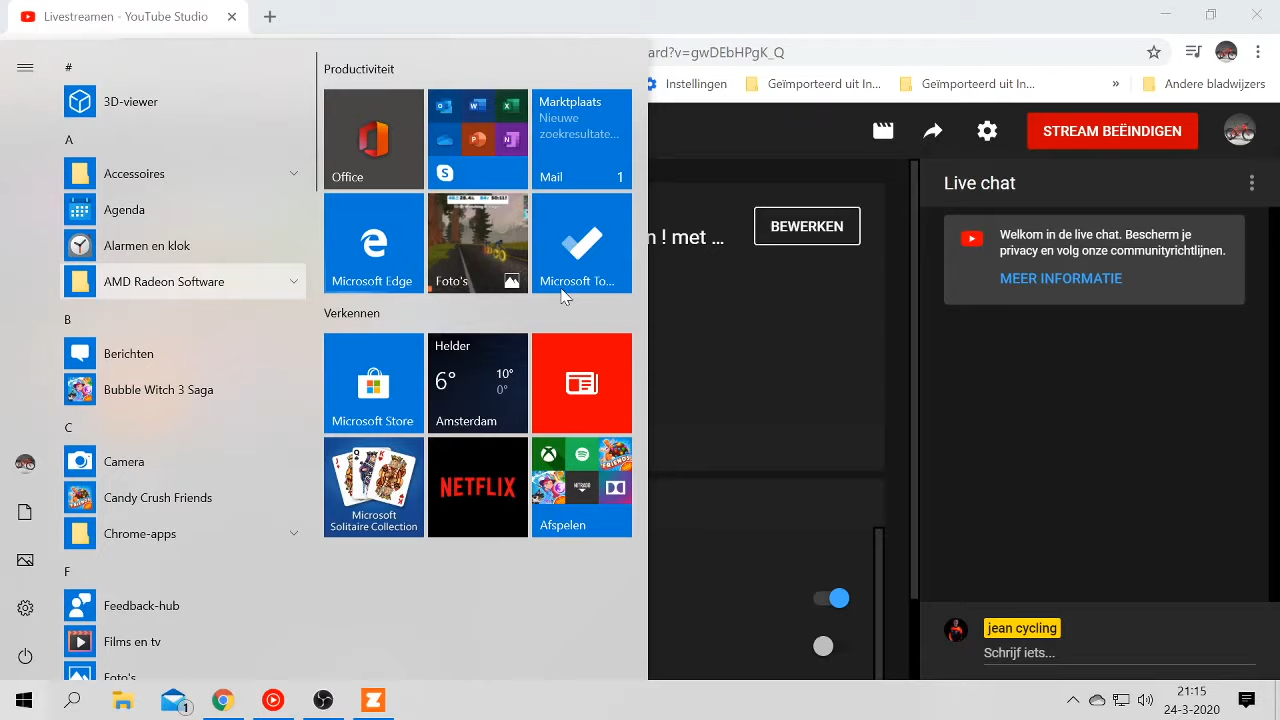 Livestreamen - YouTube Studio
ard?v=gwDEbHPgK_Q
Instellingen
Geïmporteerd uit In...
Geïmporteerd uit In...
»
Andere bladwijzers
#
3D-viewer
A
Accessoires
Agenda
Alarmen en klok
AMD Radeon Software
B
Berichten
Bubble Witch 3 Saga
C
Camera
Candy Crush Friends
Chrome-apps
F
Feedback-hub
Films en tv
Foto's
Productiviteit
Office
Marktplaats
Nieuwe
zoekresultate...
Mail 1
Microsoft Edge
Foto's
Microsoft To...
Verkennen
Microsoft Store
Helder
6° 10°
0°
Amsterdam
Microsoft
Solitaire Collection
NETFLIX
Afspelen
STREAM BEËINDIGEN
n ! met ...
BEWERKEN
Live chat
Welkom in de live chat. Bescherm je
privacy en volg onze communityrichtlijnen.
MEER INFORMATIE
jean cycling
Schrijf iets...
1
21:15
24-3-2020